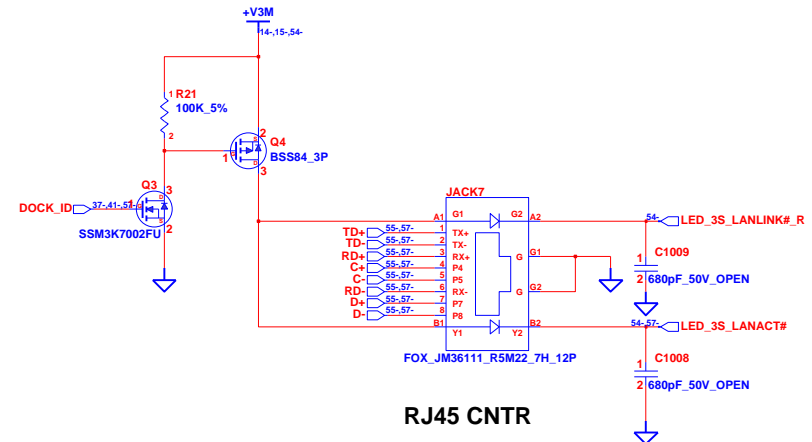 +V3M
14-,15-,54-
1 R21
100K_5%
2
2
Q4
S
G
D
1
BSS84_3P
3
Q3
3
D
G
S
DOCK_ID
37-,41-,57-
1
2
SSM3K7002FU
JACK7
A1 G1 G2 A2
54-
LED_3S_LANLINK#_R
TD+ 55-,57- 1 TX+
TD- 55-,57- 2 TX-
RD+ 55-,57- 3 RX+ G G1
C+ 55-,57- 4 P4
C- 55-,57- 5 P5
RD- 55-,57- 6 RX- G G2
D+ 55-,57- 7 P7
D- 55-,57- 8 P8
B1 Y1 Y2 B2
54-,57-
LED_3S_LANACT#
1 C1009
2 680pF_50V_OPEN
FOX_JM36111_R5M22_7H_12P
1 C1008
2 680pF_50V_OPEN
RJ45 CNTR